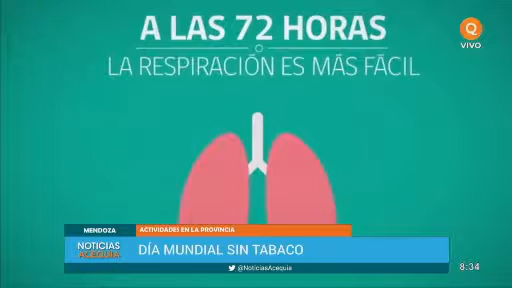 A LAS 72 HORAS
LA RESPIRACIÓN ES MÁS FÁCIL
Q
VIVO
MENDOZA
ACTIVIDADES EN LA PROVINCIA
NOTICIAS
ACEQUIA
DÍA MUNDIAL SIN TABACO
@NoticiasAcequia
8:34